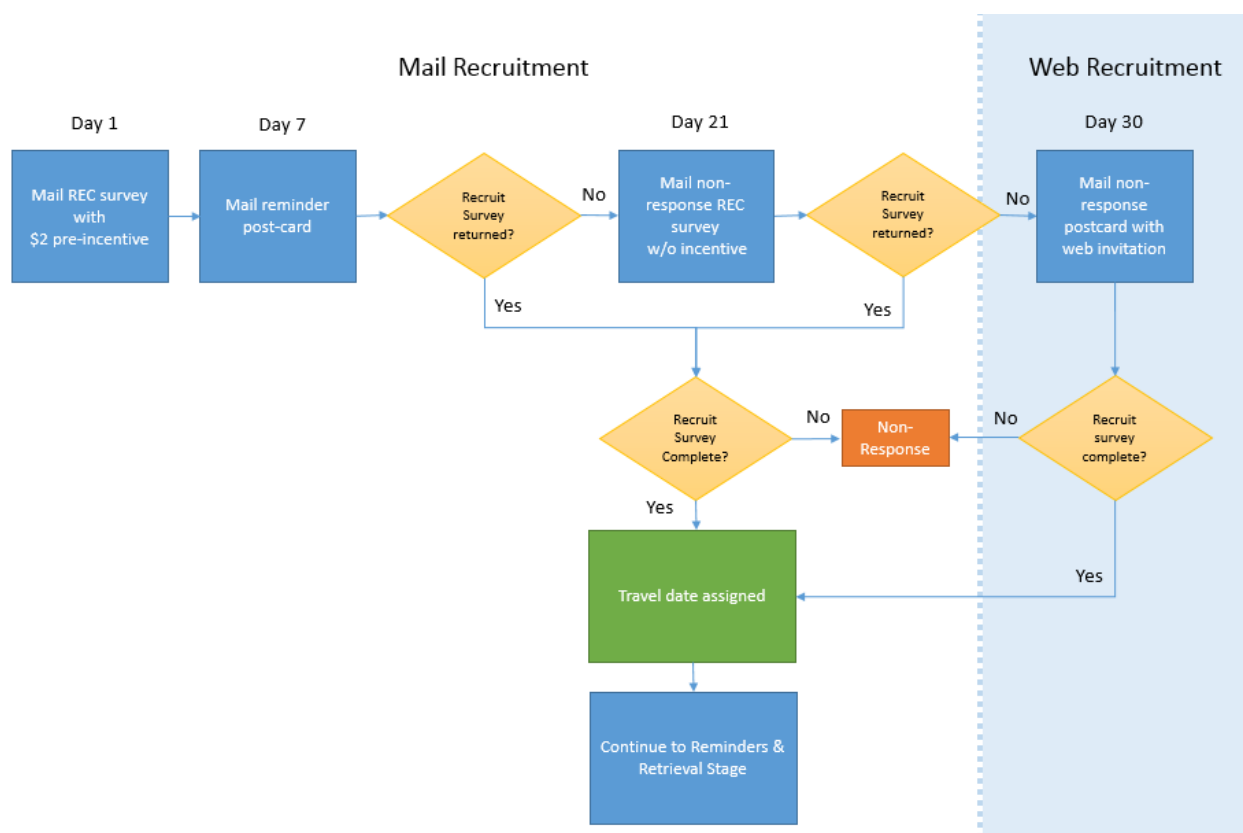 Mail Recruitment
Web Recruitment
Day 1
Day 7
Day 21
Day 30
Mail REC survey
with
$2 pre-incentive
Mail reminder
post-card
Recruit
Survey
returned?
No
Mail non-
response REC
survey
w/o incentive
Recruit
Survey
returned?
No
Mail non-
response
postcard with
web invitation
Yes
Yes
Recruit
Survey
Complete?
No
Non-
Response
No
Recruit
survey
complete?
Yes
Travel date assigned
Yes
Continue to Reminders &
Retrieval Stage